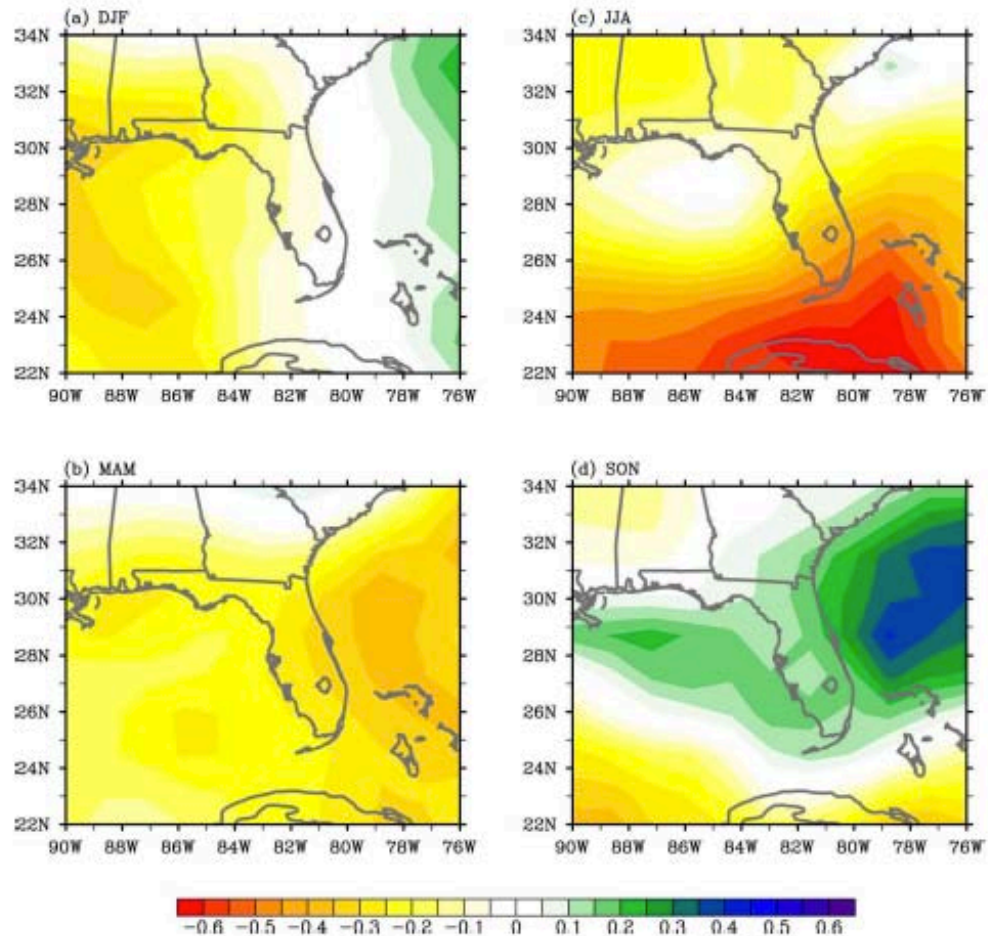 (a) DJF
34N
32N
30N
28N
26N
24N
22N
90W 88W 86W 84W 82W 80W 78W 76W
(c) JJA
34N
32N
30N
28N
26N
24N
22N
90W 88W 86W 84W 82W 80W 78W 76W
(b) MAM
34N
32N
30N
28N
26N
24N
22N
90W 88W 86W 84W 82W 80W 78W 76W
(d) SON
34N
32N
30N
28N
26N
24N
22N
90W 88W 86W 84W 82W 80W 78W 76W
-0.6 -0.5 -0.4 -0.3 -0.2 -0.1 0 0.1 0.2 0.3 0.4 0.5 0.6